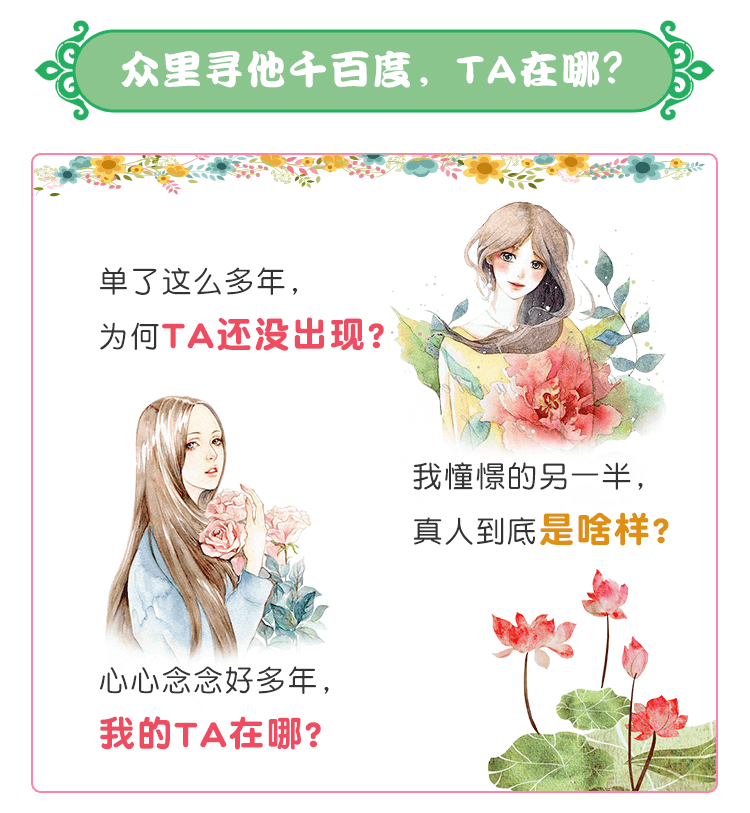 众里寻他千百度，TA在哪？
单了这么多年，
为何TA还没出现?
我憧憬的另一半，
真人到底是啥样?
心心念念好多年，
我的TA在哪?